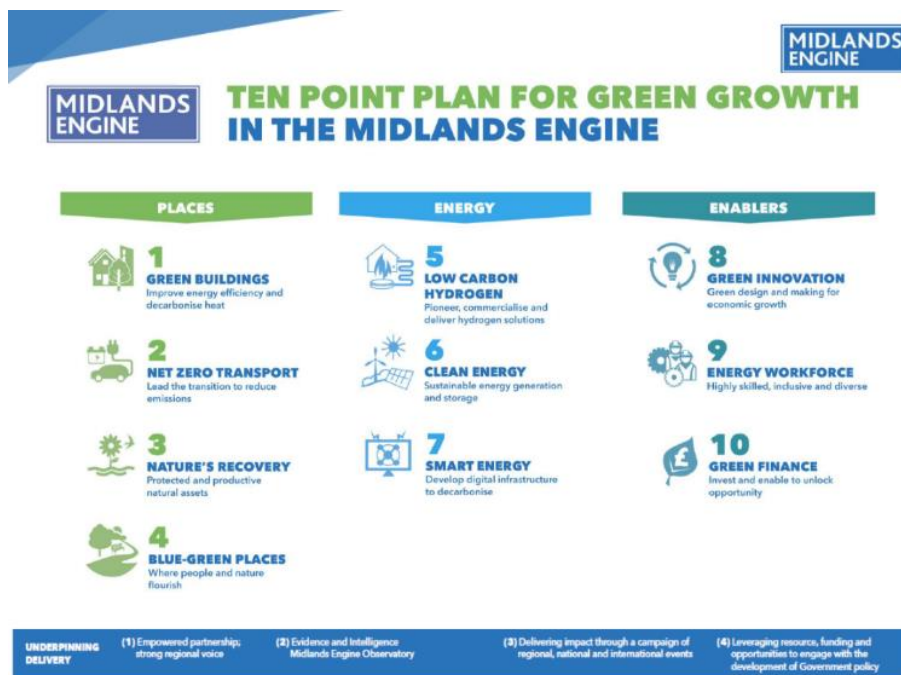 MIDLANDS
ENGINE
MIDLANDS
ENGINE
TEN POINT PLAN FOR GREEN GROWTH
IN THE MIDLANDS ENGINE
PLACES
1
GREEN BUILDINGS
Improve energy efficiency and
decarbonise heat
2
NET ZERO TRANSPORT
Lead the transition to reduce
emissions
3
NATURE'S RECOVERY
Protected and productive
natural assets
4
BLUE-GREEN PLACES
Where people and nature
flourish
ENERGY
5
LOW CARBON
HYDROGEN
Pioneer, commercialise and
deliver hydrogen solutions
6
CLEAN ENERGY
Sustainable energy generation
and storage
7
SMART ENERGY
Develop digital infrastructure
to decarbonise
ENABLERS
8
GREEN INNOVATION
Green design and making for
economic growth
9
ENERGY WORKFORCE
Highly skilled, inclusive and diverse
£
10
GREEN FINANCE
Invest and enable to unlock
opportunity
UNDERPINNING
DELIVERY
(1) Empowered partnership;
strong regional voice
(2) Evidence and Intelligence
Midlands Engine Observatory
(3) Delivering impact through a campaign of
regional, national and international events
(4) Leveraging resource, funding and
opportunities to engage with the
development of Government policy